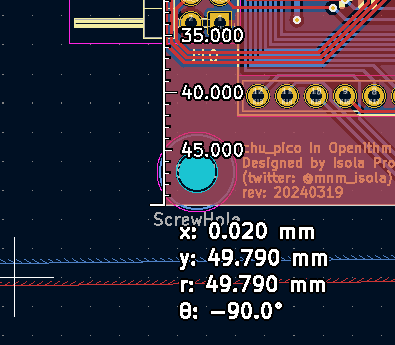 35.000
40.000
45.000
chu_pico in Openithm
Designed by Isola Pro
(twitter: @mnm_isola)
rev: 20240319
ScrewHole
x: 0.020 mm
y: 49.790 mm
r: 49.790 mm
θ: −90.0°